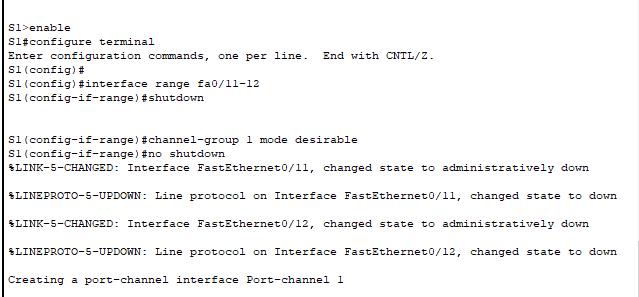 S1>enable
S1#configure terminal
Enter configuration commands, one per line.  End with CNTL/Z.
S1(config)#
S1(config)#interface range fa0/11-12
S1(config-if-range)#shutdown
S1(config-if-range)#channel-group 1 mode desirable
S1(config-if-range)#no shutdown
%LINK-5-CHANGED: Interface FastEthernet0/11, changed state to administratively down
%LINEPROTO-5-UPDOWN: Line protocol on Interface FastEthernet0/11, changed state to down
%LINK-5-CHANGED: Interface FastEthernet0/12, changed state to administratively down
%LINEPROTO-5-UPDOWN: Line protocol on Interface FastEthernet0/12, changed state to down
Creating a port-channel interface Port-channel 1